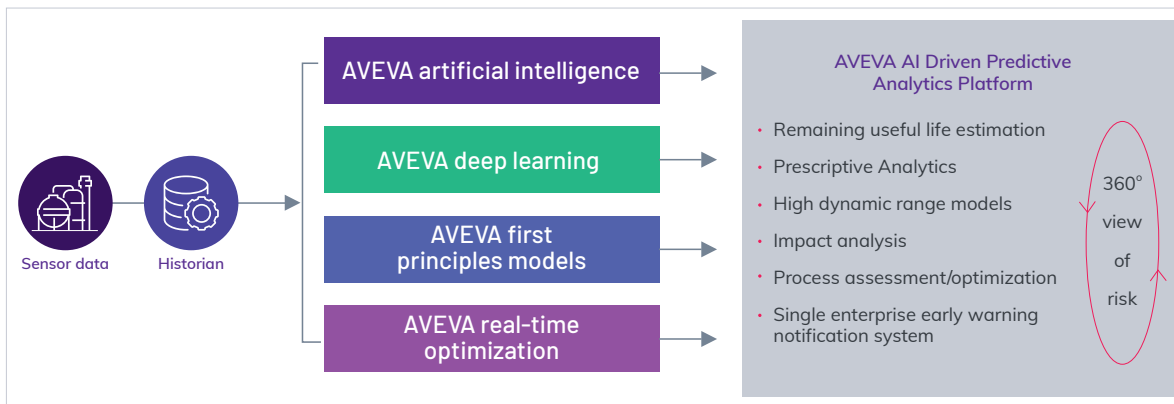 Sensor data
Historian
AVEVA artificial intelligence
AVEVA deep learning
AVEVA first
principles models
AVEVA real-time
optimization
AVEVA AI Driven Predictive
Analytics Platform
• Remaining useful life estimation
• Prescriptive Analytics
• High dynamic range models
• Impact analysis
• Process assessment/optimization
• Single enterprise early warning
notification system
360°
view
of
risk